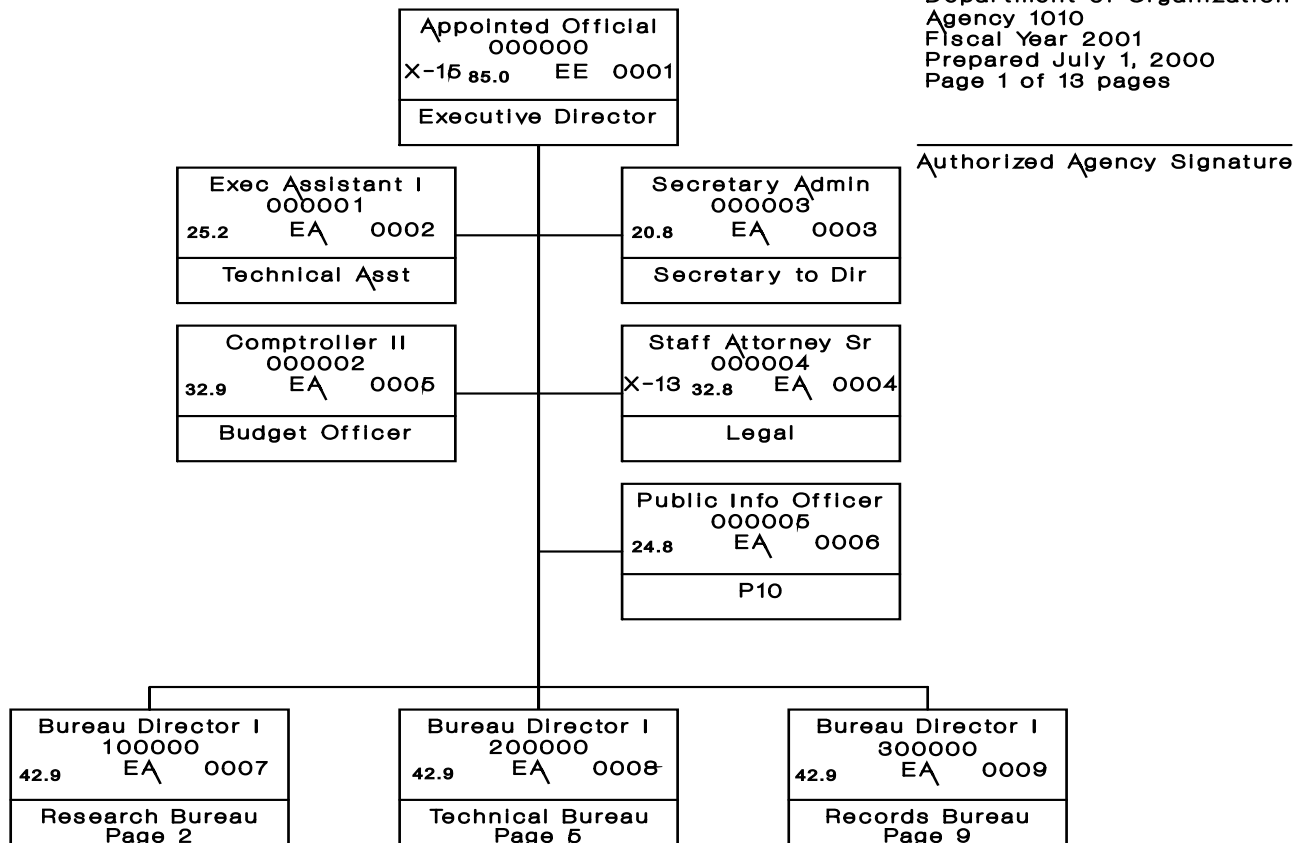 Department of Organization
Agency 1010
Fiscal Year 2001
Prepared July 1, 2000
Page 1 of 13 pages
Authorized Agency Signature
Appointed Official
000000
X-15 85.0 EE 0001
Executive Director
Exec Assistant I
000001
25.2 EA 0002
Technical Asst
Secretary Admin
000003
20.8 EA 0003
Secretary to Dir
Comptroller II
000002
32.9 EA 0005
Budget Officer
Staff Attorney Sr
000004
X-13 32.8 EA 0004
Legal
Public Info Officer
000005
24.8 EA 0006
P10
Bureau Director I
100000
42.9 EA 0007
Research Bureau
Page 2
Bureau Director I
200000
42.9 EA 0008
Technical Bureau
Page 5
Bureau Director I
300000
42.9 EA 0009
Records Bureau
Page 9